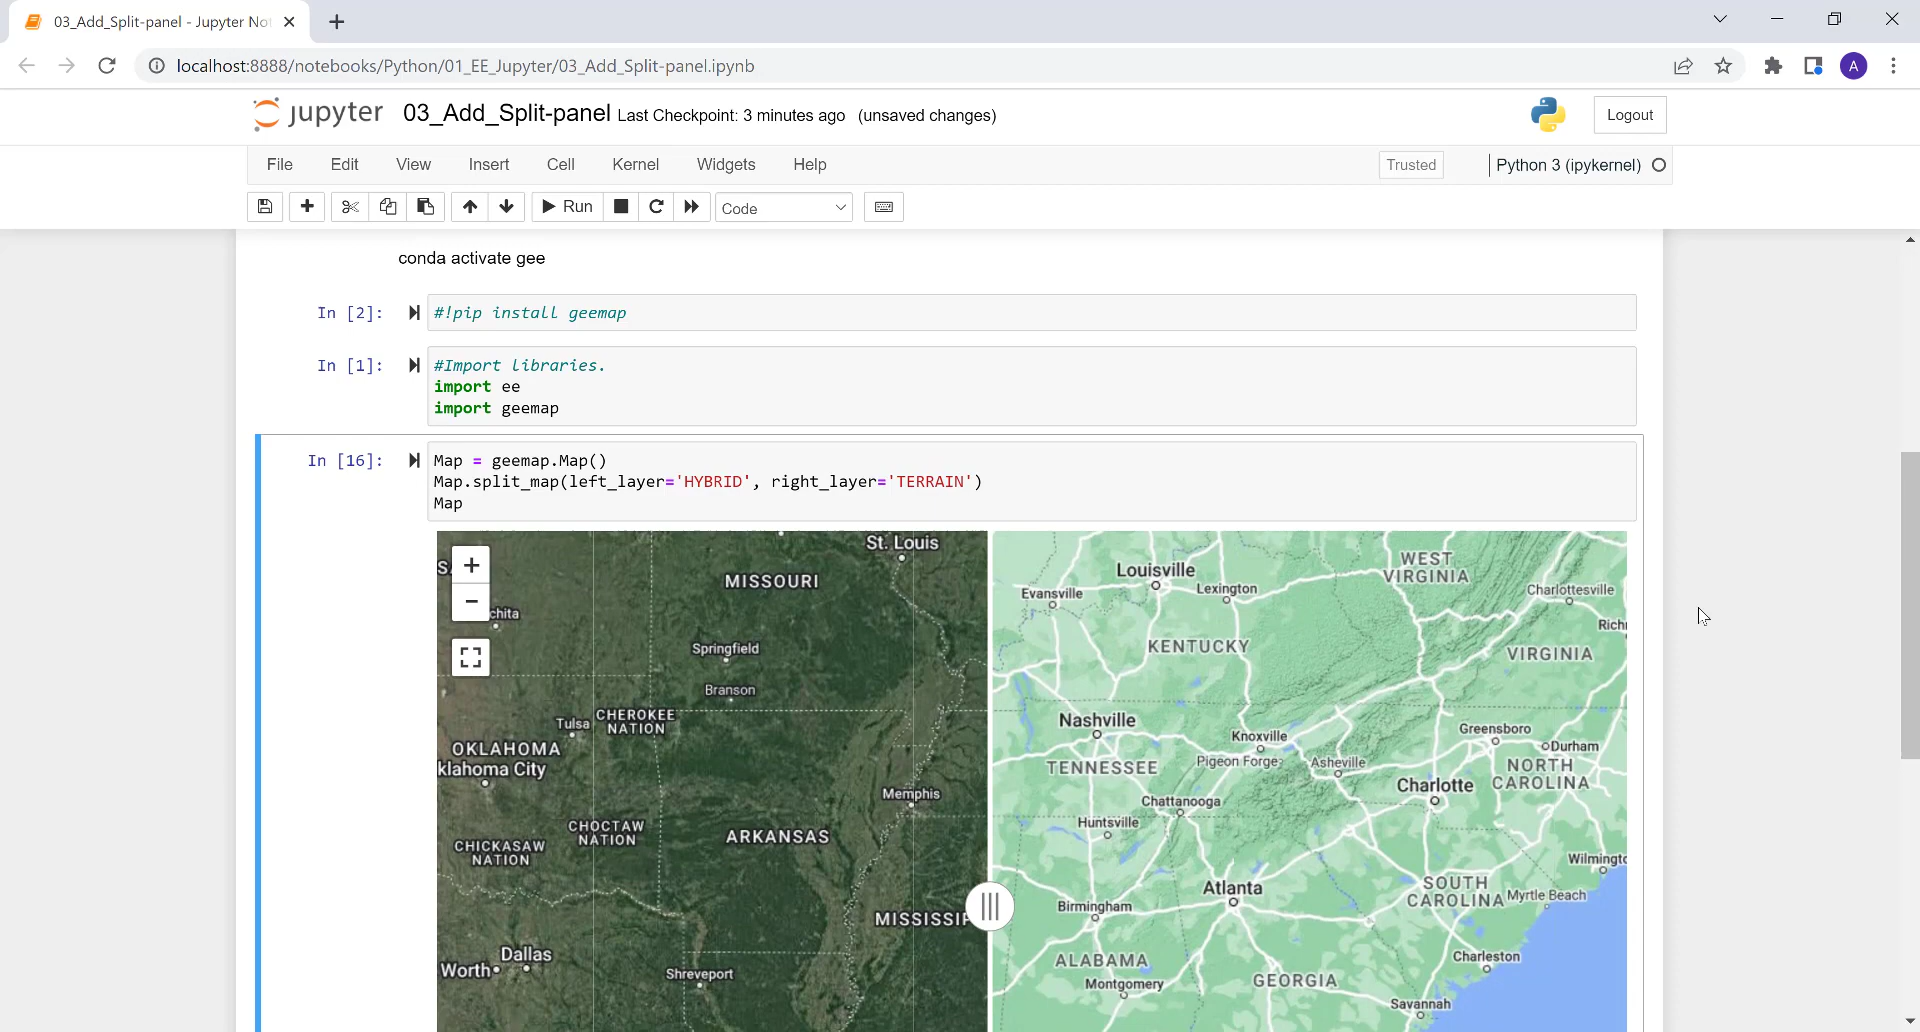 03_Add_Split-panel - Jupyter Not
localhost:8888/notebooks/Python/01_EE_Jupyter/03_Add_Split-panel.ipynb
A
jupyter 03_Add_Split-panel Last Checkpoint: 3 minutes ago (unsaved changes)
Logout
File Edit View Insert Cell Kernel Widgets Help
Trusted
Python 3 (ipykernel)
Run
Code
conda activate gee
In [2]:
#!pip install geemap
In [1]:
#Import libraries.
import ee
import geemap
In [16]:
Map = geemap.Map()
Map.split_map(left_layer='HYBRID', right_layer='TERRAIN')
Map
+
−
St. Louis
MISSOURI
chita
Springfield
Branson
Tulsa
CHEROKEE
NATION
OKLAHOMA
klahoma City
Memphis
CHOCTAW
NATION
ARKANSAS
CHICKASAW
NATION
MISSISSIP
Dallas
Worth
Shreveport
WEST
VIRGINIA
Louisville
Evansville
Lexington
Charlottesville
Richr
KENTUCKY
VIRGINIA
Nashville
Knoxville
Greensboro
Durham
TENNESSEE
Pigeon Forge
Asheville
NORTH
CAROLINA
Charlotte
Chattanooga
Huntsville
Wilmingto
Atlanta
SOUTH
CAROLINA
Myrtle Beach
Birmingham
ALABAMA
Charleston
Montgomery
GEORGIA
Savannah